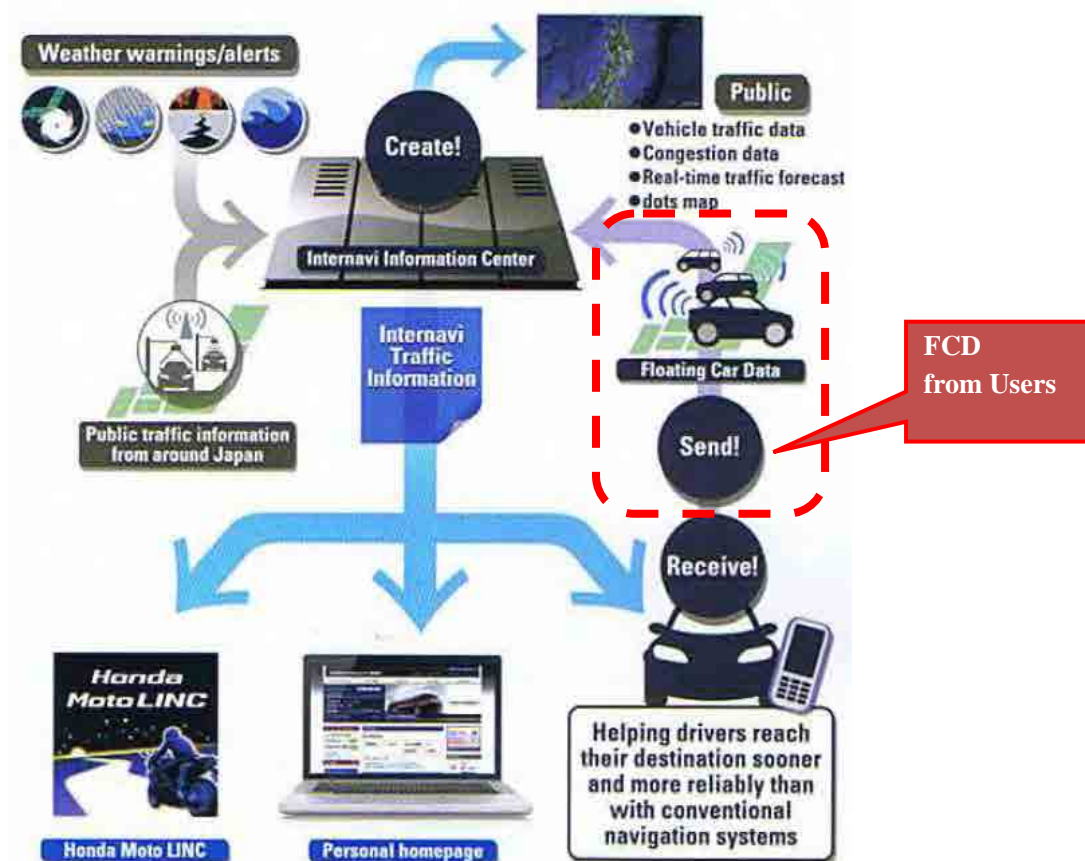 Weather warnings/alerts
Create!
Public
●Vehicle traffic data
●Congestion data
●Real-time traffic forecast
●dots map
Internavi Information Center
Internavi
Traffic
Information
Floating Car Data
FCD
from Users
Public traffic information
from around Japan
Send!
Receive!
Honda
Moto LINC
Helping drivers reach
their destination sooner
and more reliably than
with conventional
navigation systems
Honda Moto LINC
Personal homepage